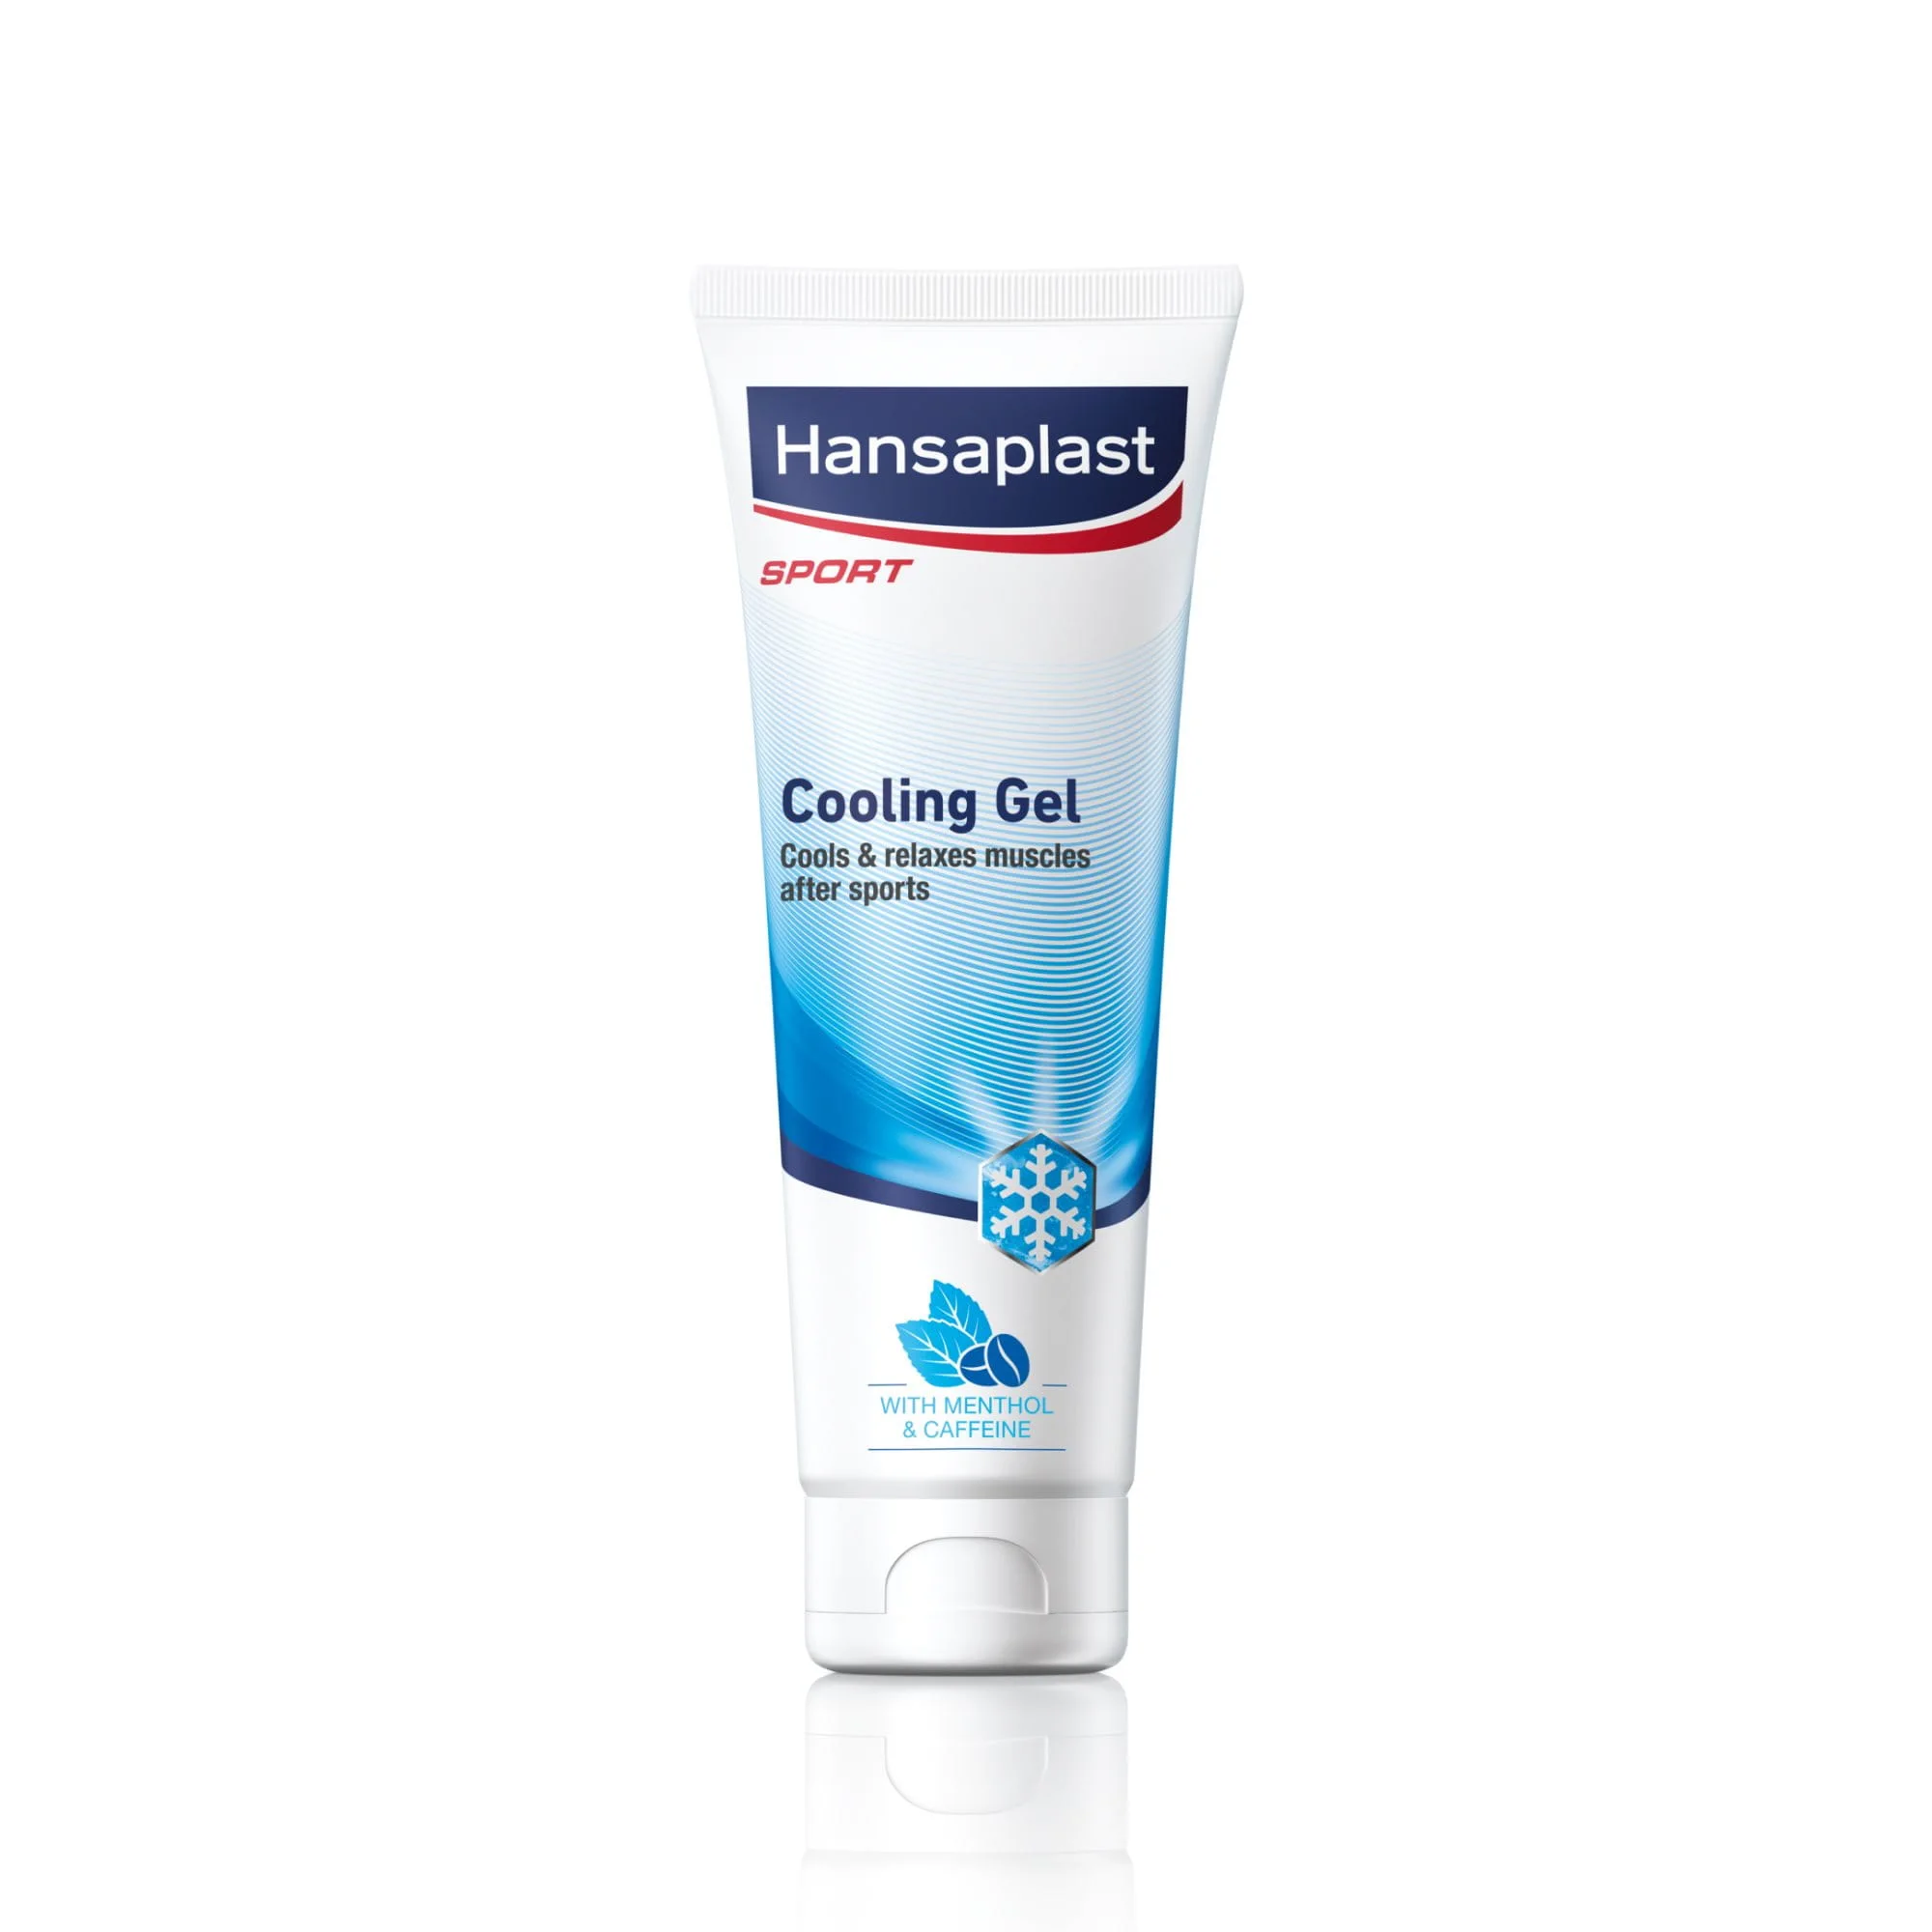 Hansaplast
SPORT
Cooling Gel
Cools & relaxes muscles
after sports
WITH MENTHOL
& CAFFEINE